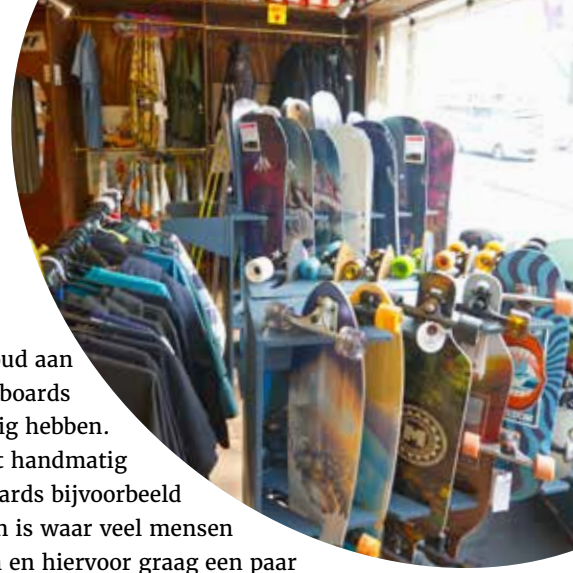 oud aan
boards
ig hebben.
t handmatig
ards bijvoorbeeld
n is waar veel mensen
n en hiervoor graag een paar